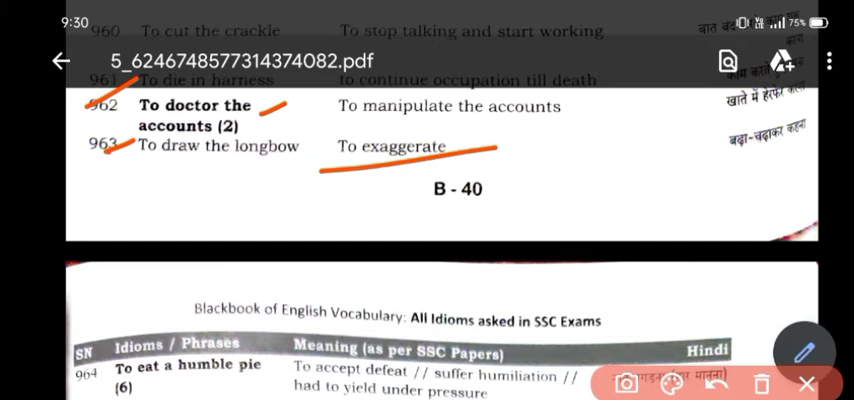 9:30 75%
960 To cut the crackle To stop talking and start working
5_6246748577314374082.pdf
961 To die in harness to continue occupation till death
962 To doctor the To manipulate the accounts खाते में हेरफेर करना
accounts (2)
963 To draw the longbow To exaggerate बढ़ा-चढ़ाकर कहना
B - 40
Blackbook of English Vocabulary: All Idioms asked in SSC Exams
SN Idioms / Phrases Meaning (as per SSC Papers) Hindi
964 To eat a humble pie To accept defeat // suffer humiliation //
(6) had to yield under pressure